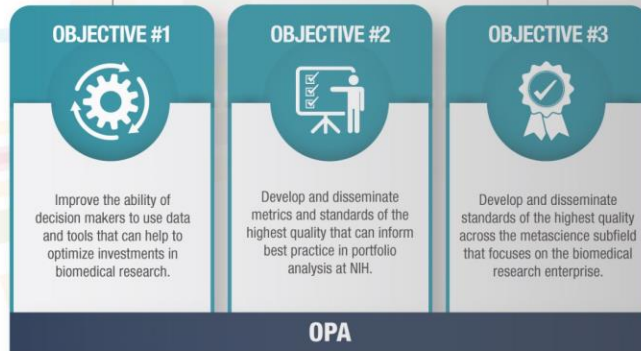 OBJECTIVE #1
Improve the ability of
decision makers to use data
and tools that can help to
optimize investments in
biomedical research.
OBJECTIVE #2
Develop and disseminate
metrics and standards of the
highest quality that can inform
best practice in portfolio
analysis at NIH.
OBJECTIVE #3
Develop and disseminate
standards of the highest quality
across the metascience subfield
that focuses on the biomedical
research enterprise.
OPA